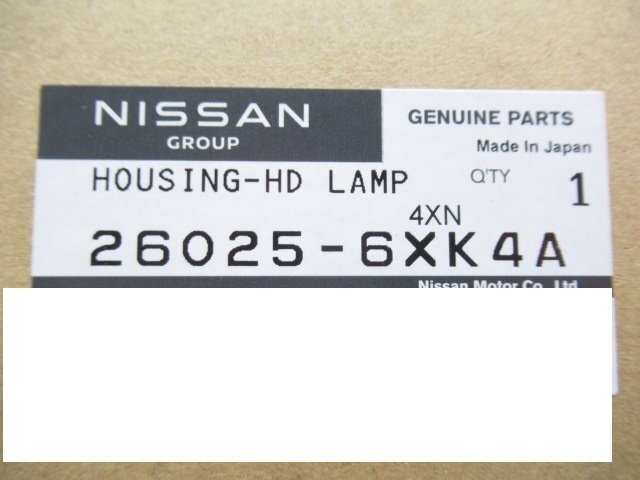 NISSAN
GROUP
GENUINE PARTS
Made In Japan
HOUSING-HD LAMP
Q'TY 1
4XN
26025-6XK4A
Nissan Motor Co., Ltd.